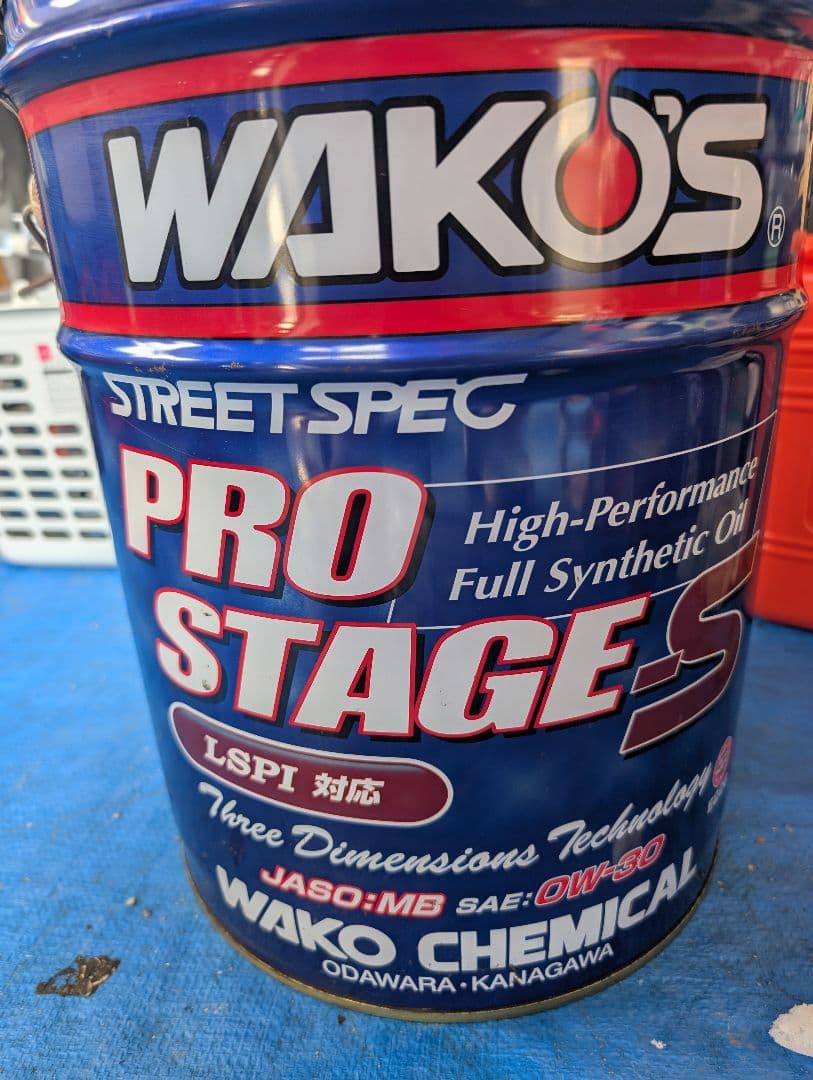 WAKO'S
®
STREET SPEC
PRO
High-Performance
Full Synthetic Oil
STAGE-S
LSPI 対応
Three Dimensions Technology
JASO:MB SAE:0W-30
WAKO CHEMICAL
ODAWARA・KANAGAWA